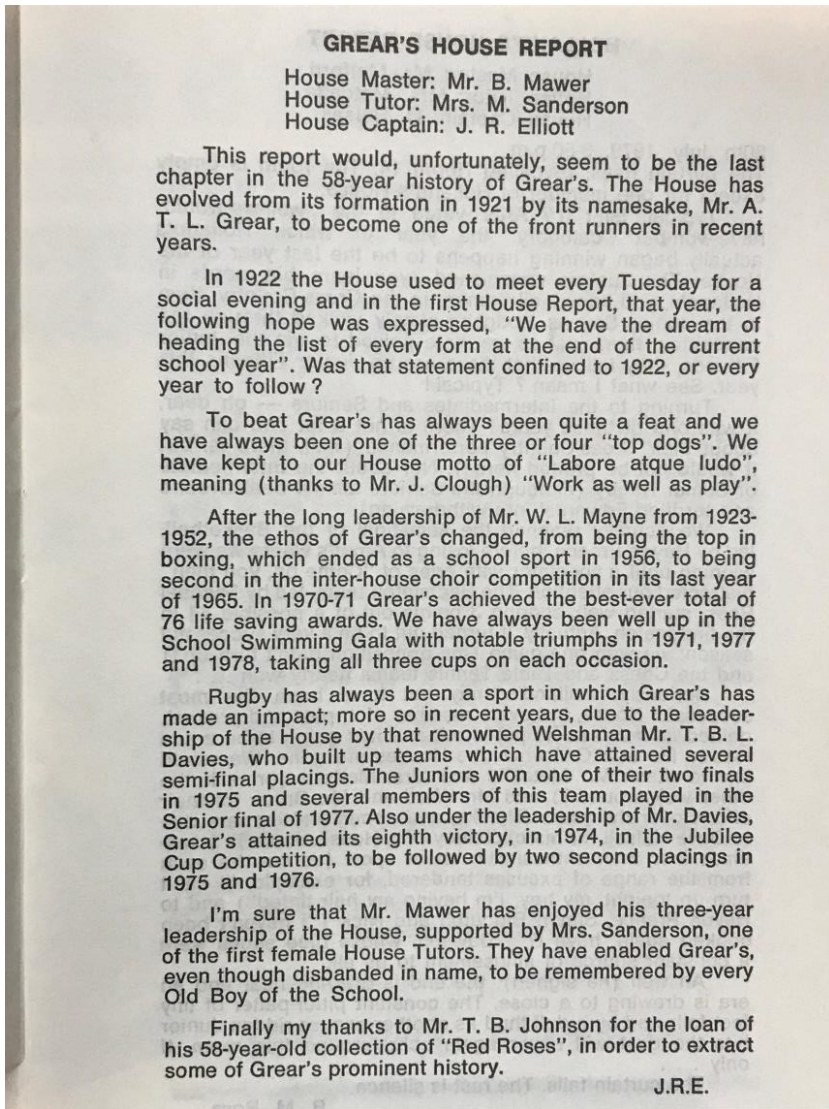 GREAR'S HOUSE REPORT
House Master: Mr. B. Mawer
House Tutor: Mrs. M. Sanderson
House Captain: J. R. Elliott
This report would, unfortunately, seem to be the last
chapter in the 58-year history of Grear's. The House has
evolved from its formation in 1921 by its namesake, Mr. A.
T. L. Grear, to become one of the front runners in recent
years.
In 1922 the House used to meet every Tuesday for a
social evening and in the first House Report, that year, the
following hope was expressed, "We have the dream of
heading the list of every form at the end of the current
school year". Was that statement confined to 1922, or every
year to follow ?
To beat Grear's has always been quite a feat and we
have always been one of the three or four "top dogs". We
have kept to our House motto of "Labore atque ludo",
meaning (thanks to Mr. J. Clough) "Work as well as play".
After the long leadership of Mr. W. L. Mayne from 1923-
1952, the ethos of Grear's changed, from being the top in
boxing, which ended as a school sport in 1956, to being
second in the inter-house choir competition in its last year
of 1965. In 1970-71 Grear's achieved the best-ever total of
76 life saving awards. We have always been well up in the
School Swimming Gala with notable triumphs in 1971, 1977
and 1978, taking all three cups on each occasion.
Rugby has always been a sport in which Grear's has
made an impact; more so in recent years, due to the leader-
ship of the House by that renowned Welshman Mr. T. B. L.
Davies, who built up teams which have attained several
semi-final placings. The Juniors won one of their two finals
in 1975 and several members of this team played in the
Senior final of 1977. Also under the leadership of Mr. Davies,
Grear's attained its eighth victory, in 1974, in the Jubilee
Cup Competition, to be followed by two second placings in
1975 and 1976.
I'm sure that Mr. Mawer has enjoyed his three-year
leadership of the House, supported by Mrs. Sanderson, one
of the first female House Tutors. They have enabled Grear's,
even though disbanded in name, to be remembered by every
Old Boy of the School.
Finally my thanks to Mr. T. B. Johnson for the loan of
his 58-year-old collection of "Red Roses", in order to extract
some of Grear's prominent history.
J.R.E.